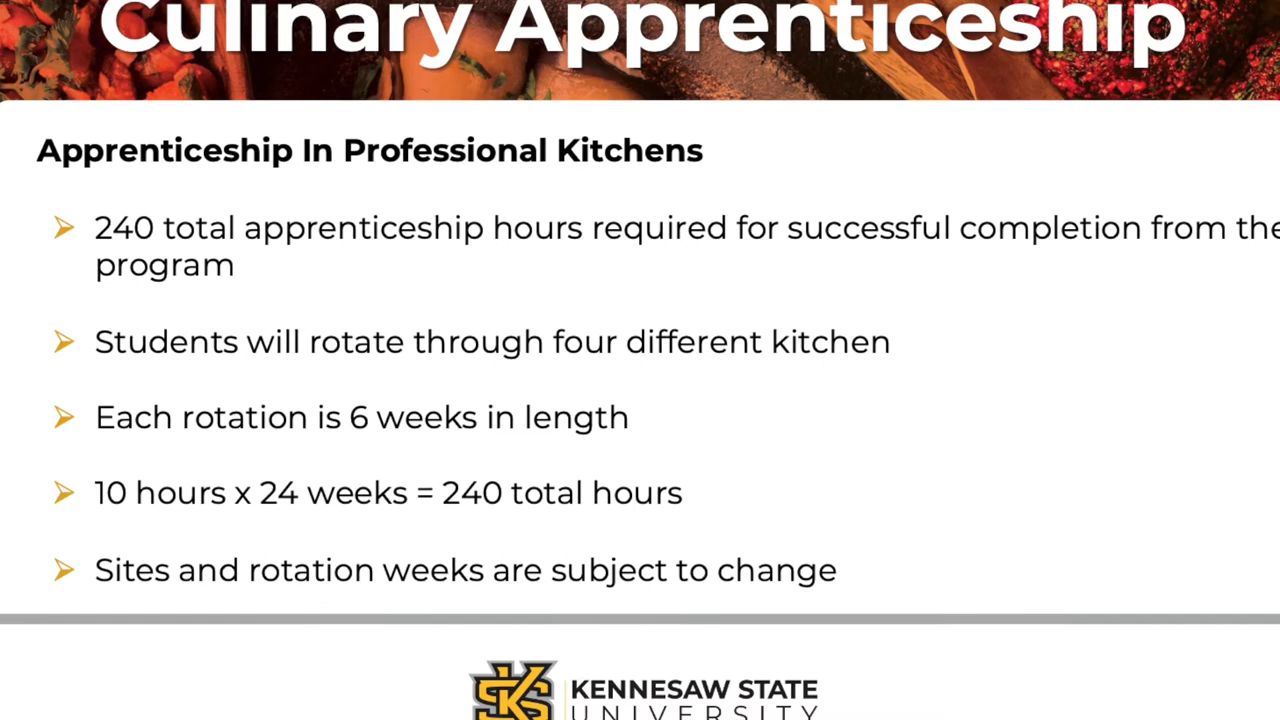 Culinary Apprenticeship
Apprenticeship In Professional Kitchens
240 total apprenticeship hours required for successful completion from the
program
Students will rotate through four different kitchen
Each rotation is 6 weeks in length
10 hours x 24 weeks = 240 total hours
Sites and rotation weeks are subject to change
KS
KENNESAW STATE
UNIVERSITY